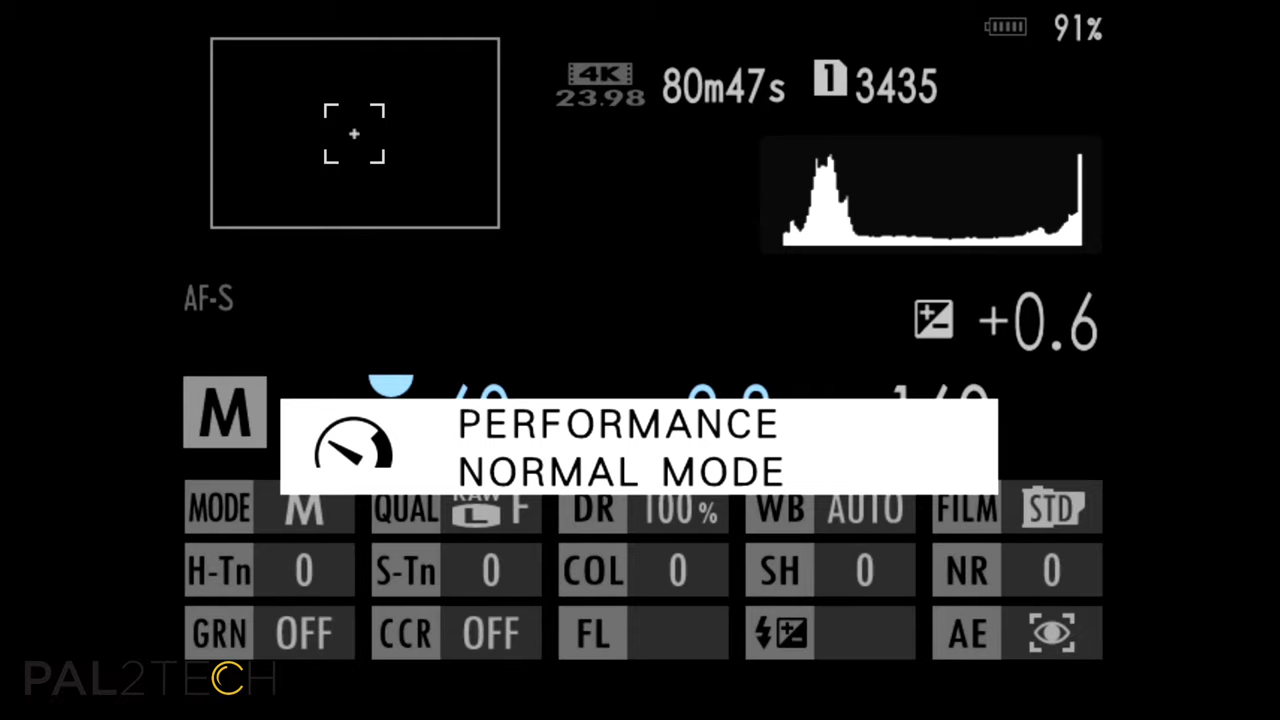 91%
4K
23.98
80m47s
1 3435
AF-S
+0.6
M
160
PERFORMANCE
NORMAL MODE
MODE M QUAL RAW L F DR 100% WB AUTO FILM STD
H-Tn 0 S-Tn 0 COL 0 SH 0 NR 0
GRN OFF CCR OFF FL AE
PAL2TECH